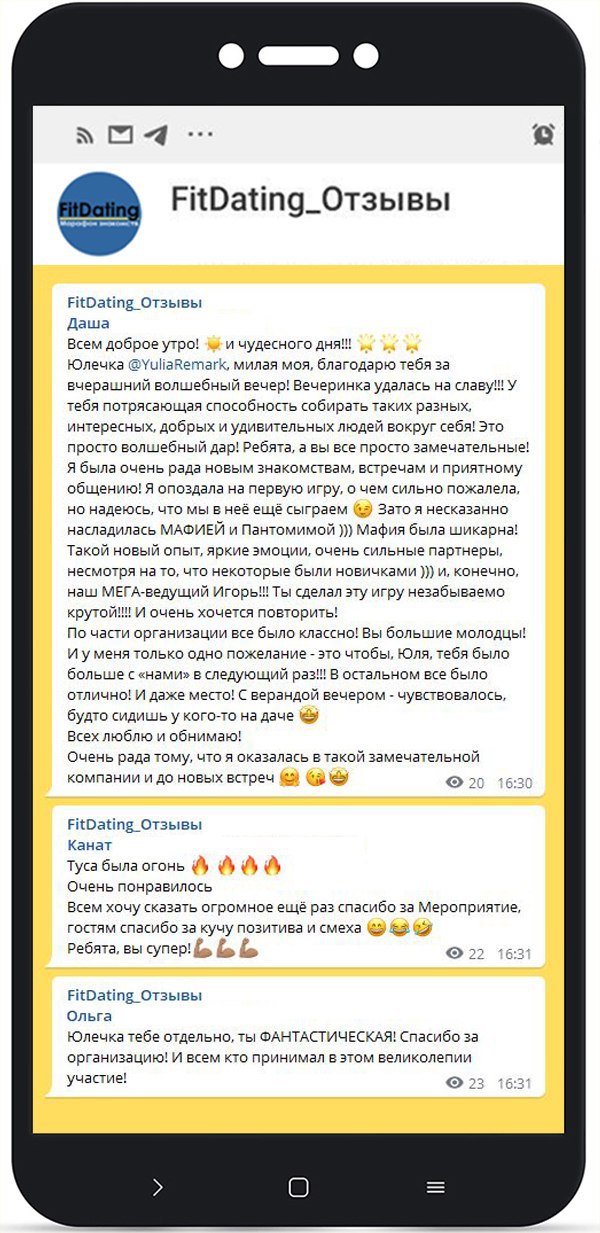 FitDating
Марафон знакомств
FitDating_Отзывы
FitDating_Отзывы
Даша
Всем доброе утро! ☀️и чудесного дня!!! 🌟 🌟 🌟
Юлечка @YuliaRemark, милая моя, благодарю тебя за
вчерашний волшебный вечер! Вечеринка удалась на славу!!! У
тебя потрясающая способность собирать таких разных,
интересных, добрых и удивительных людей вокруг себя! Это
просто волшебный дар! Ребята, а вы все просто замечательные!
Я была очень рада новым знакомствам, встречам и приятному
общению! Я опоздала на первую игру, о чем сильно пожалела,
но надеюсь, что мы в неё ещё сыграем 😉 Зато я несказанно
насладилась МАФИЕЙ и Пантомимой ))) Мафия была шикарна!
Такой новый опыт, яркие эмоции, очень сильные партнеры,
несмотря на то, что некоторые были новичками ))) и, конечно,
наш МЕГА-ведущий Игорь!!! Ты сделал эту игру незабываемо
крутой!!!! И очень хочется повторить!
По части организации все было классно! Вы большие молодцы!
И у меня только одно пожелание - это чтобы, Юля, тебя было
больше с «нами» в следующий раз!!! В остальном все было
отлично! И даже место! С верандой вечером - чувствовалось,
будто сидишь у кого-то на даче 🤩
Всех люблю и обнимаю!
Очень рада тому, что я оказалась в такой замечательной
компании и до новых встреч 🤗 😘🤩 20 16:30
FitDating_Отзывы
Канат
Туса была огонь 🔥 🔥🔥🔥
Очень понравилось
Всем хочу сказать огромное ещё раз спасибо за Мероприятие,
гостям спасибо за кучу позитива и смеха 😄😂🤣
Ребята, вы супер!💪🏽💪🏽💪🏽 22 16:31
FitDating_Отзывы
Ольга
Юлечка тебе отдельно, ты ФАНТАСТИЧЕСКАЯ! Спасибо за
организацию! И всем кто принимал в этом великолепии
участие! 23 16:31